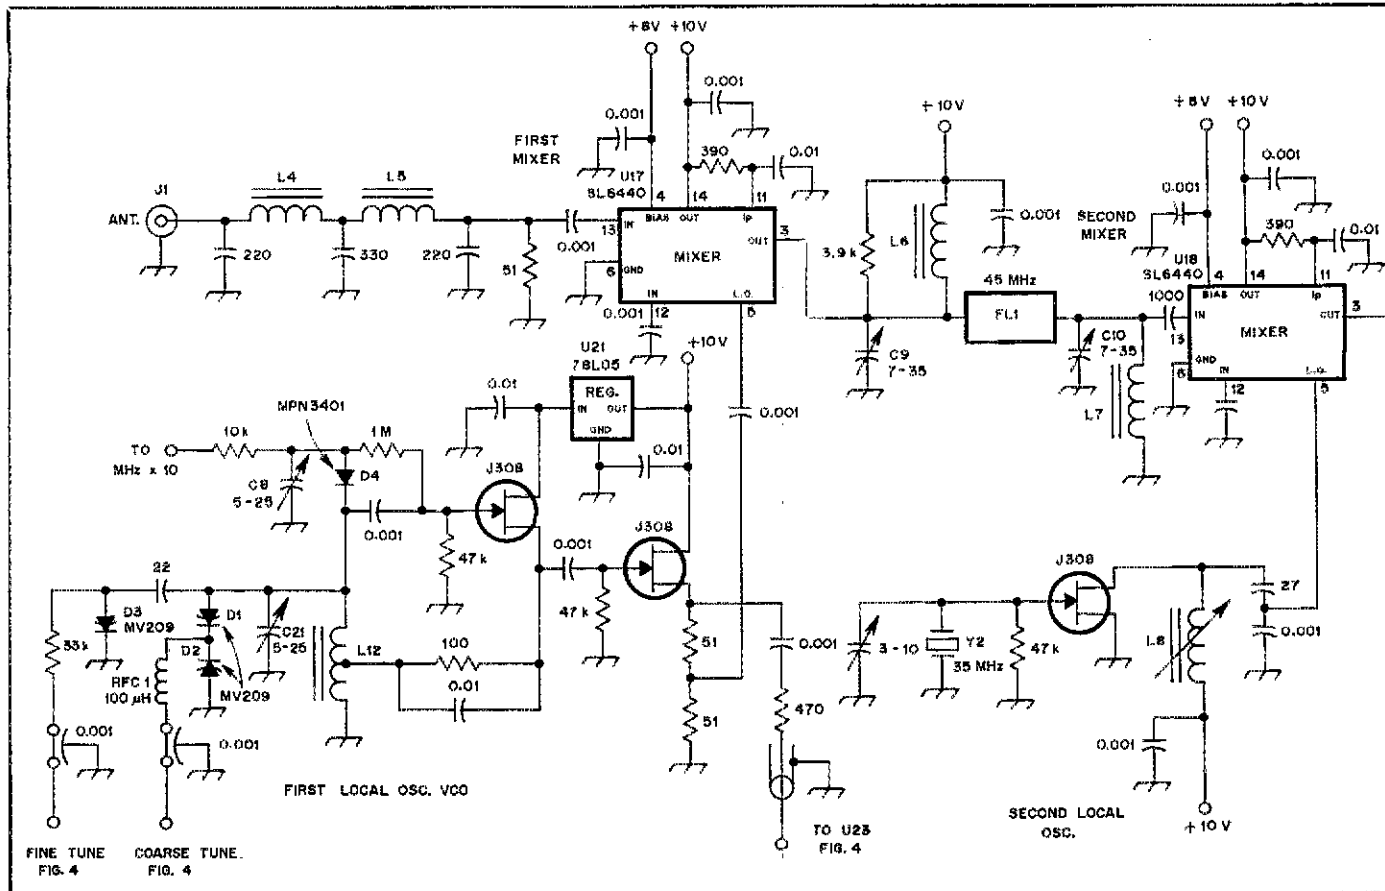 +8V
+10V
0.001
0.001
FIRST
MIXER
390
0.01
U17
SL6440
4
14
11
BIAS
OUT
Ip
J1
ANT.
L4
L5
220
330
220
51
0.001
13
IN
6
GND
MIXER
OUT
3
IN
L.O.
12
5
0.001
+10V
3.9k
L6
0.001
45 MHz
FL1
C9
7-35
C10
7-35
L7
+8V
+10V
0.001
0.001
SECOND
MIXER
390
0.01
U18
SL6440
4
14
11
BIAS
OUT
Ip
1000
13
IN
MIXER
OUT
3
6
GND
IN
L.O.
12
5
+10V
U21
78L05
REG.
IN
OUT
GND
0.01
0.01
0.001
MPN3401
TO
MHz x 10
10k
1M
C8
5-25
D4
0.001
J308
47k
0.001
J308
47k
22
D3
MV209
D1
D2
MV209
C21
5-25
L12
100
0.01
33k
RFC 1
100 µH
0.001
0.001
51
51
0.001
470
FIRST LOCAL OSC. VCO
FINE TUNE
FIG. 4
COARSE TUNE.
FIG. 4
TO U23
FIG. 4
J308
3-10
Y2
35 MHz
47k
L8
27
0.001
0.001
SECOND LOCAL
OSC.
+10V